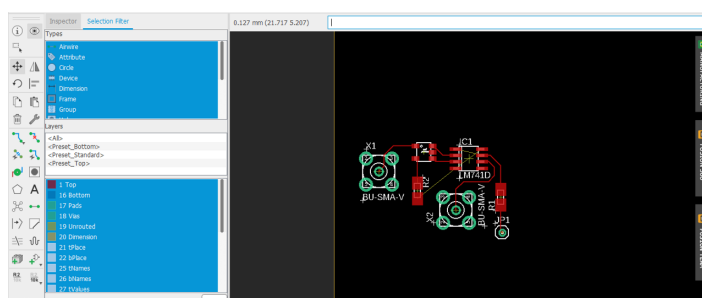 Inspector Selection Filter
0.127 mm (21.717 5.207)
Types
Airwire
Attribute
Circle
Device
Dimension
Frame
Group
Layers
<All>
<Preset_Bottom>
<Preset_Standard>
<Preset_Top>
1 Top
16 Bottom
17 Pads
18 Vias
19 Unrouted
20 Dimension
21 tPlace
22 bPlace
25 tNames
26 bNames
27 tValues
X1
IC1
LM741D
R2
BU-SMA-V
X2
BU-SMA-V
R1
JP1